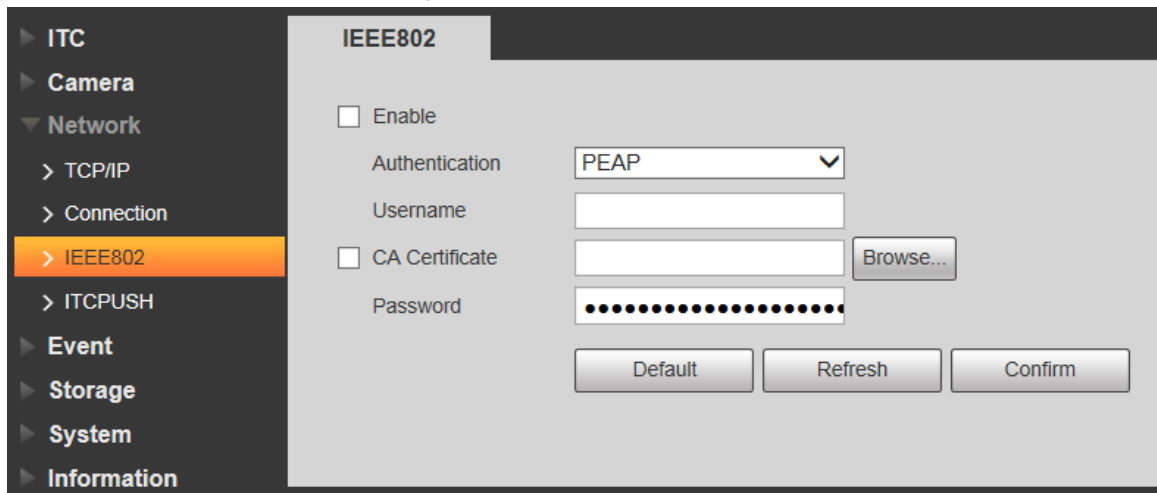 ITC
Camera
Network
TCP/IP
Connection
IEEE802
ITCPUSH
Event
Storage
System
Information
IEEE802
Enable
Authentication PEAP
Username
CA Certificate Browse...
Password ••••••••••••••••••••
Default Refresh Confirm